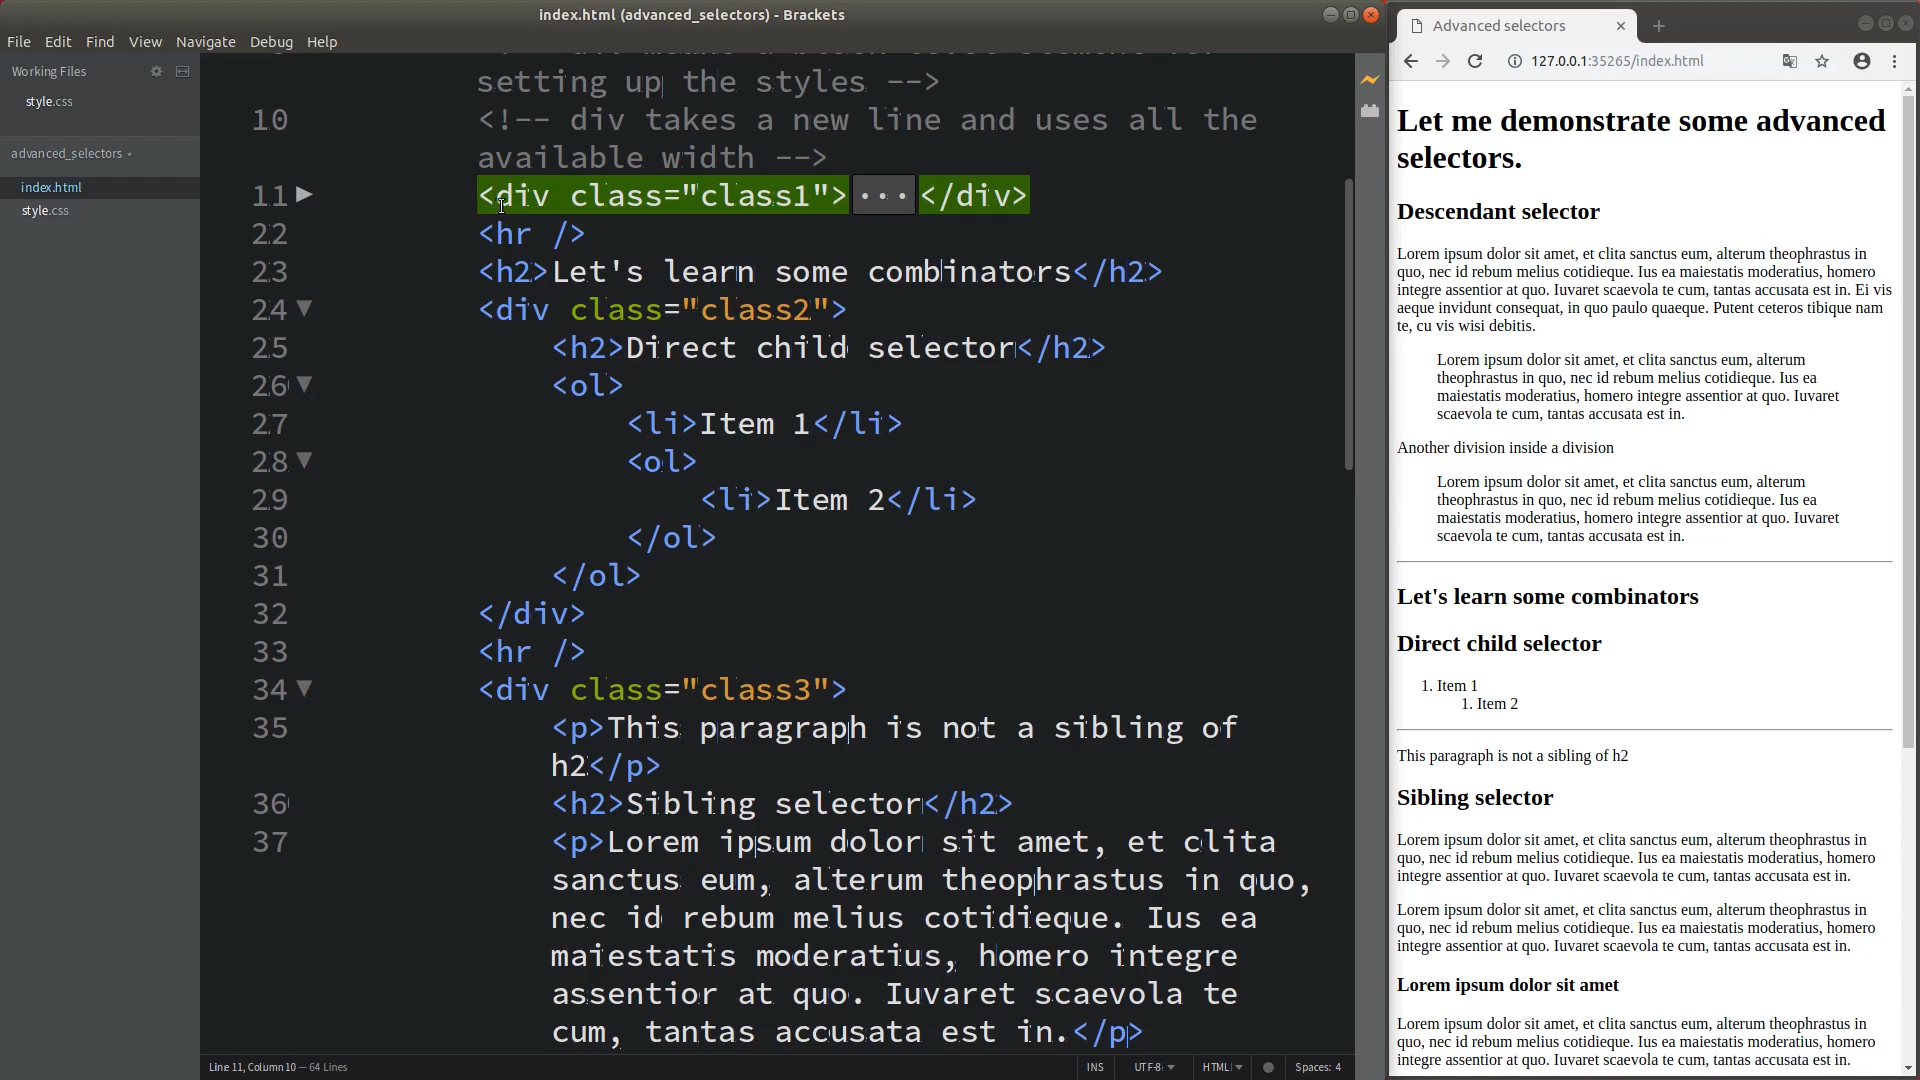 index.html (advanced_selectors) - Brackets
File Edit Find View Navigate Debug Help
Working Files
style.css
advanced_selectors
index.html
style.css
setting up the styles -->
10 <!-- div takes a new line and uses all the
available width -->
11 <div class="class1"> ... </div>
22 <hr />
23 <h2>Let's learn some combinators</h2>
24 <div class="class2">
25 <h2>Direct child selector</h2>
26 <ol>
27 <li>Item 1</li>
28 <ol>
29 <li>Item 2</li>
30 </ol>
31 </ol>
32 </div>
33 <hr />
34 <div class="class3">
35 <p>This paragraph is not a sibling of
h2</p>
36 <h2>Sibling selector</h2>
37 <p>Lorem ipsum dolor sit amet, et clita
sanctus eum, alterum theophrastus in quo,
nec id rebum melius cotidieque. Ius ea
maiestatis moderatius, homero integre
assentior at quo. Iuvaret scaevola te
cum, tantas accusata est in.</p>
Line 11, Column 10 — 64 Lines
INS UTF-8 HTML Spaces: 4
Advanced selectors
127.0.0.1:35265/index.html
Let me demonstrate some advanced
selectors.
Descendant selector
Lorem ipsum dolor sit amet, et clita sanctus eum, alterum theophrastus in
quo, nec id rebum melius cotidieque. Ius ea maiestatis moderatius, homero
integre assentior at quo. Iuvaret scaevola te cum, tantas accusata est in. Ei vis
aeque invidunt consequat, in quo paulo quaeque. Putent ceteros tibique nam
te, cu vis wisi debitis.
Lorem ipsum dolor sit amet, et clita sanctus eum, alterum
theophrastus in quo, nec id rebum melius cotidieque. Ius ea
maiestatis moderatius, homero integre assentior at quo. Iuvaret
scaevola te cum, tantas accusata est in.
Another division inside a division
Lorem ipsum dolor sit amet, et clita sanctus eum, alterum
theophrastus in quo, nec id rebum melius cotidieque. Ius ea
maiestatis moderatius, homero integre assentior at quo. Iuvaret
scaevola te cum, tantas accusata est in.
Let's learn some combinators
Direct child selector
1. Item 1
1. Item 2
This paragraph is not a sibling of h2
Sibling selector
Lorem ipsum dolor sit amet, et clita sanctus eum, alterum theophrastus in
quo, nec id rebum melius cotidieque. Ius ea maiestatis moderatius, homero
integre assentior at quo. Iuvaret scaevola te cum, tantas accusata est in.
Lorem ipsum dolor sit amet, et clita sanctus eum, alterum theophrastus in
quo, nec id rebum melius cotidieque. Ius ea maiestatis moderatius, homero
integre assentior at quo. Iuvaret scaevola te cum, tantas accusata est in.
Lorem ipsum dolor sit amet
Lorem ipsum dolor sit amet, et clita sanctus eum, alterum theophrastus in
quo, nec id rebum melius cotidieque. Ius ea maiestatis moderatius, homero
integre assentior at quo. Iuvaret scaevola te cum, tantas accusata est in.